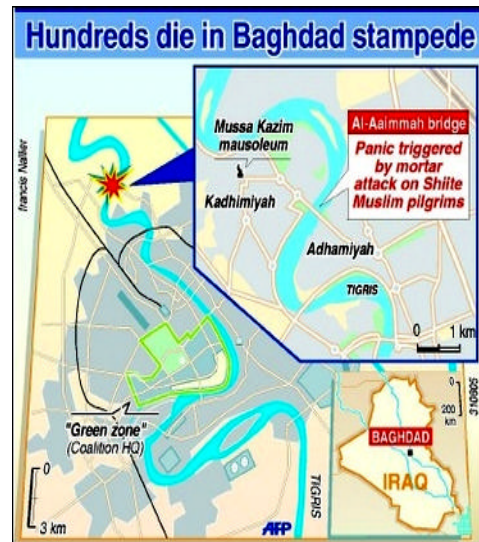 Hundreds die in Baghdad stampede
francis Nallier
Mussa Kazim
mausoleum
Kadhimiyah
Al-Aaimmah bridge
Panic triggered
by mortar
attack on Shiite
Muslim pilgrims
Adhamiyah
TIGRIS
0 1 km
"Green zone"
(Coalition HQ)
0
3 km
TIGRIS
AFP
0
200
km
310805
BAGHDAD
IRAQ